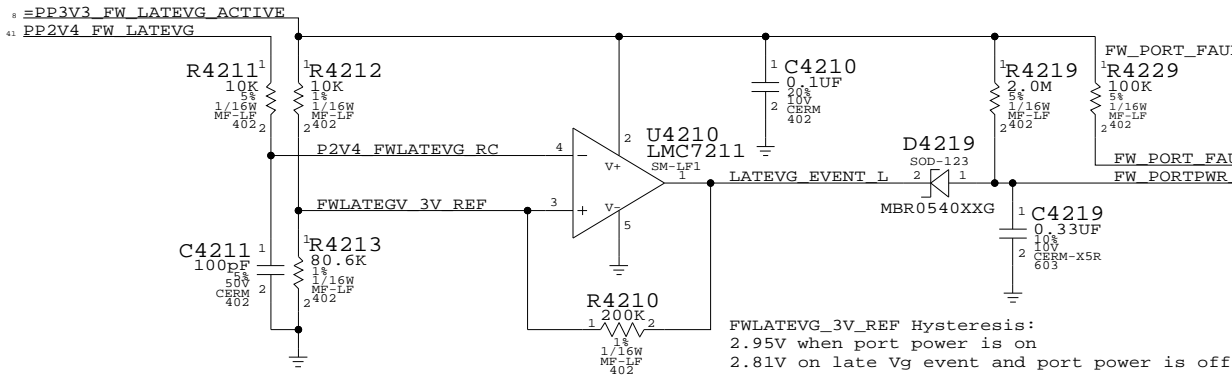 8 =PP3V3_FW_LATEVG_ACTIVE
41 PP2V4_FW_LATEVG
R4211
10K
5%
1/16W
MF-LF
402
1
2
R4212
10K
1%
1/16W
MF-LF
402
1
2
P2V4_FWLATEVG_RC
FWLATEGV_3V_REF
4
3
2
V+
V-
5
1
U4210
LMC7211
SM-LF1
C4210
0.1UF
20%
10V
CERM
402
1
2
R4219
2.0M
5%
1/16W
MF-LF
402
1
2
FW_PORT_FAU
R4229
100K
5%
1/16W
MF-LF
402
1
2
FW_PORT_FAU
FW_PORTPWR_
LATEVG_EVENT_L
D4219
SOD-123
2
1
MBR0540XXG
C4219
0.33UF
10%
10V
CERM-X5R
603
1
2
C4211
100pF
5%
50V
CERM
402
1
2
R4213
80.6K
1%
1/16W
MF-LF
402
1
2
R4210
200K
1
2
1%
1/16W
MF-LF
402
FWLATEVG_3V_REF Hysteresis:
2.95V when port power is on
2.81V on late Vg event and port power is off